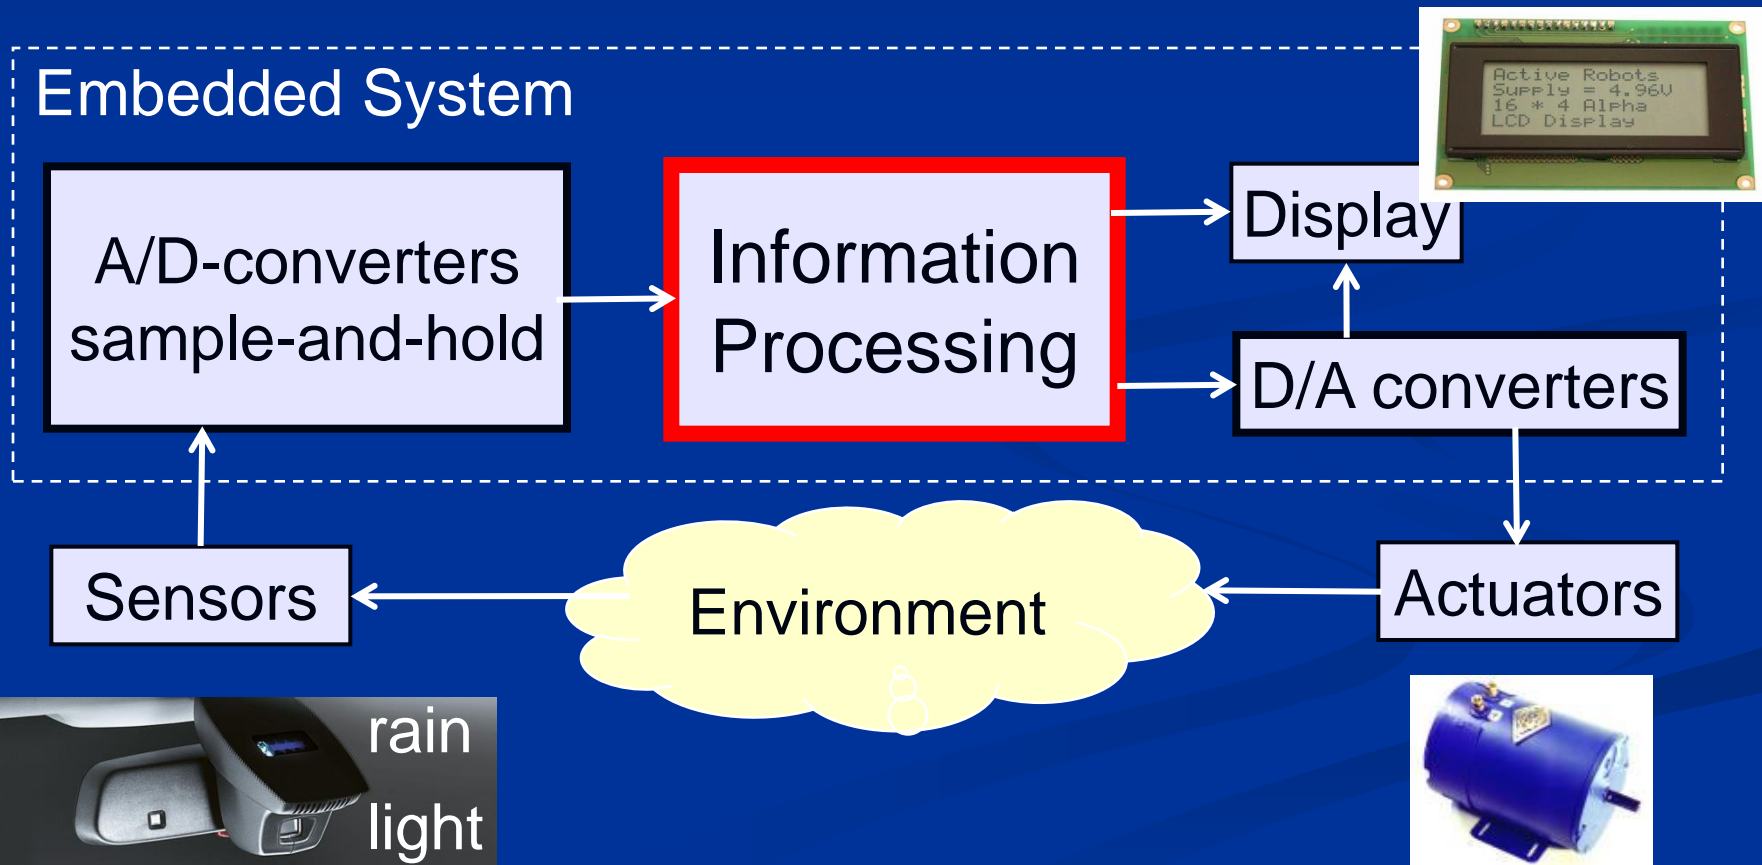 Embedded System
Active Robots
Supply = 4.96V
16 * 4 Alpha
LCD Display
A/D-converters
sample-and-hold
Information
Processing
Display
D/A converters
Sensors
Environment
Actuators
rain
light